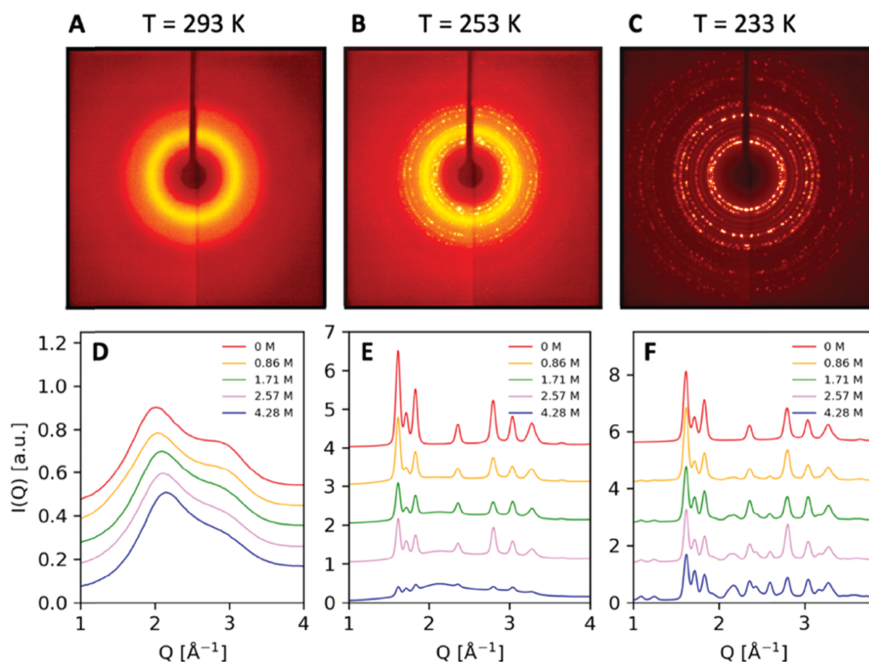 A T = 293 K
B T = 253 K
C T = 233 K
D
1.2
1.0
0.8
0.6
0.4
0.2
0.0
I(Q) [a.u.]
0 M
0.86 M
1.71 M
2.57 M
4.28 M
1 2 3 4
Q [Å⁻¹]
E
7
6
5
4
3
2
1
0
0 M
0.86 M
1.71 M
2.57 M
4.28 M
1 2 3 4
Q [Å⁻¹]
F
8
6
4
2
0
0 M
0.86 M
1.71 M
2.57 M
4.28 M
1 2 3
Q [Å⁻¹]